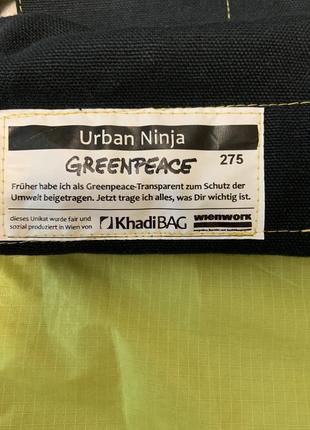 Urban Ninja
GREENPEACE 275
Früher habe ich als Greenpeace-Transparent zum Schutz der
Umwelt beigetragen. Jetzt trage ich alles, was Dir wichtig ist.
dieses Unikat wurde fair und
sozial produziert in Wien von
KhadiBAG
wienwork